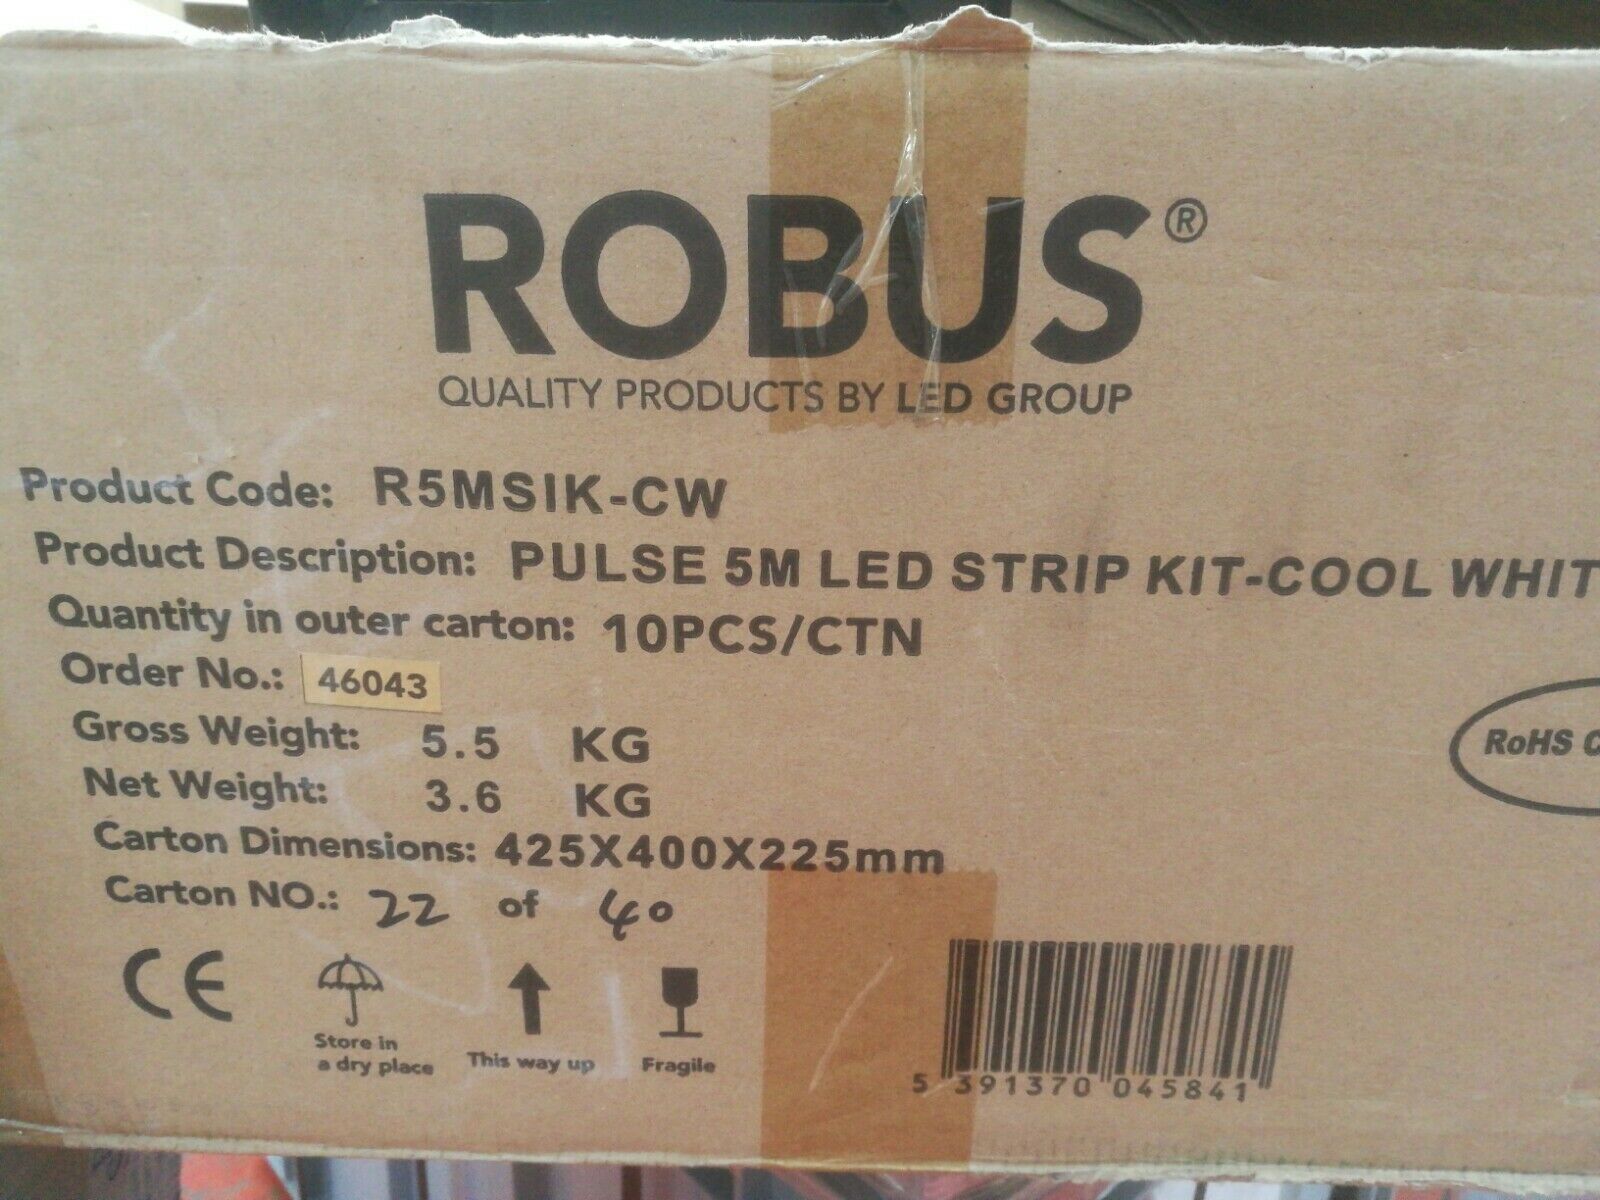 ROBUS®
QUALITY PRODUCTS BY LED GROUP
Product Code: R5MSIK-CW
Product Description: PULSE 5M LED STRIP KIT-COOL WHIT
Quantity in outer carton: 10PCS/CTN
Order No.: 46043
Gross Weight: 5.5 KG
Net Weight: 3.6 KG
Carton Dimensions: 425X400X225mm
Carton NO.: 22 of 40
RoHS C
CE
Store in
a dry place
This way up
Fragile
5 391370 045841